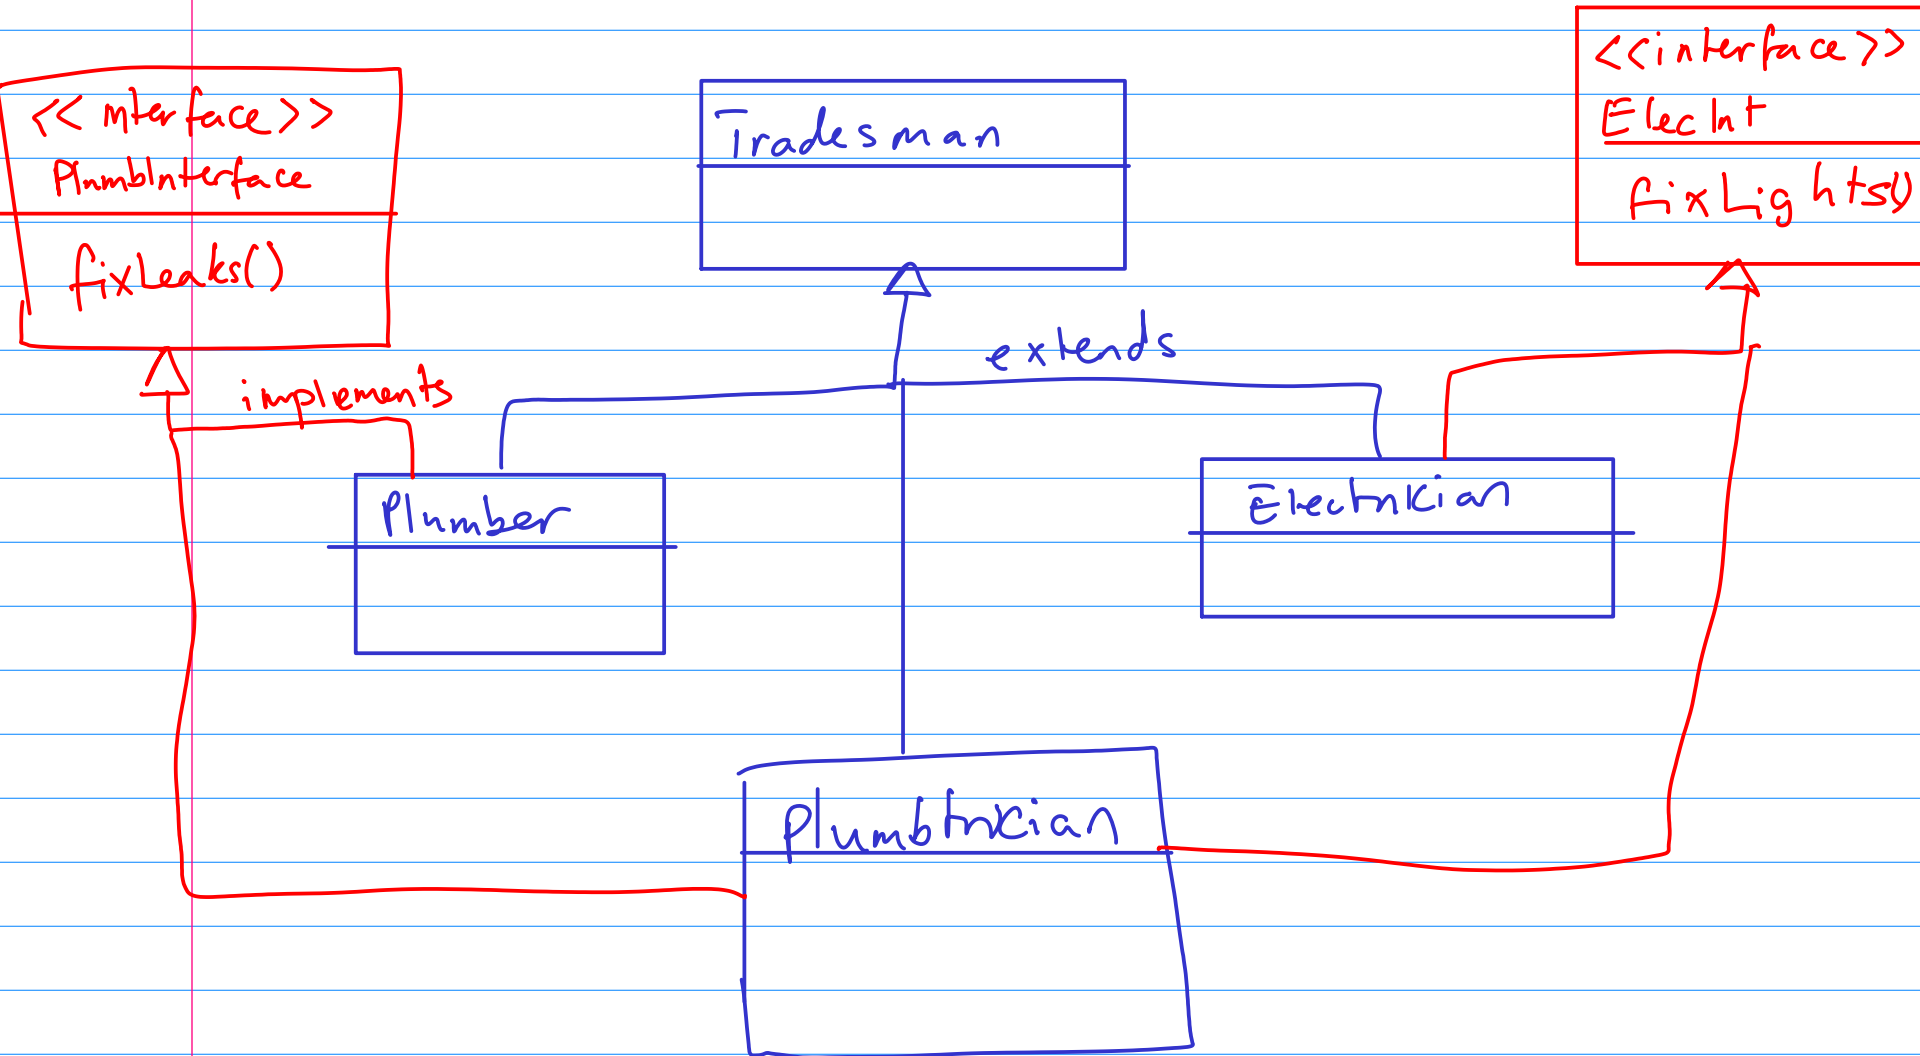 <<interface>>
PlumbInterface
fixLeaks()
implements
Tradesman
extends
<<interface>>
ElecInt
fixLights()
Plumber
Electrician
Plumbtrician